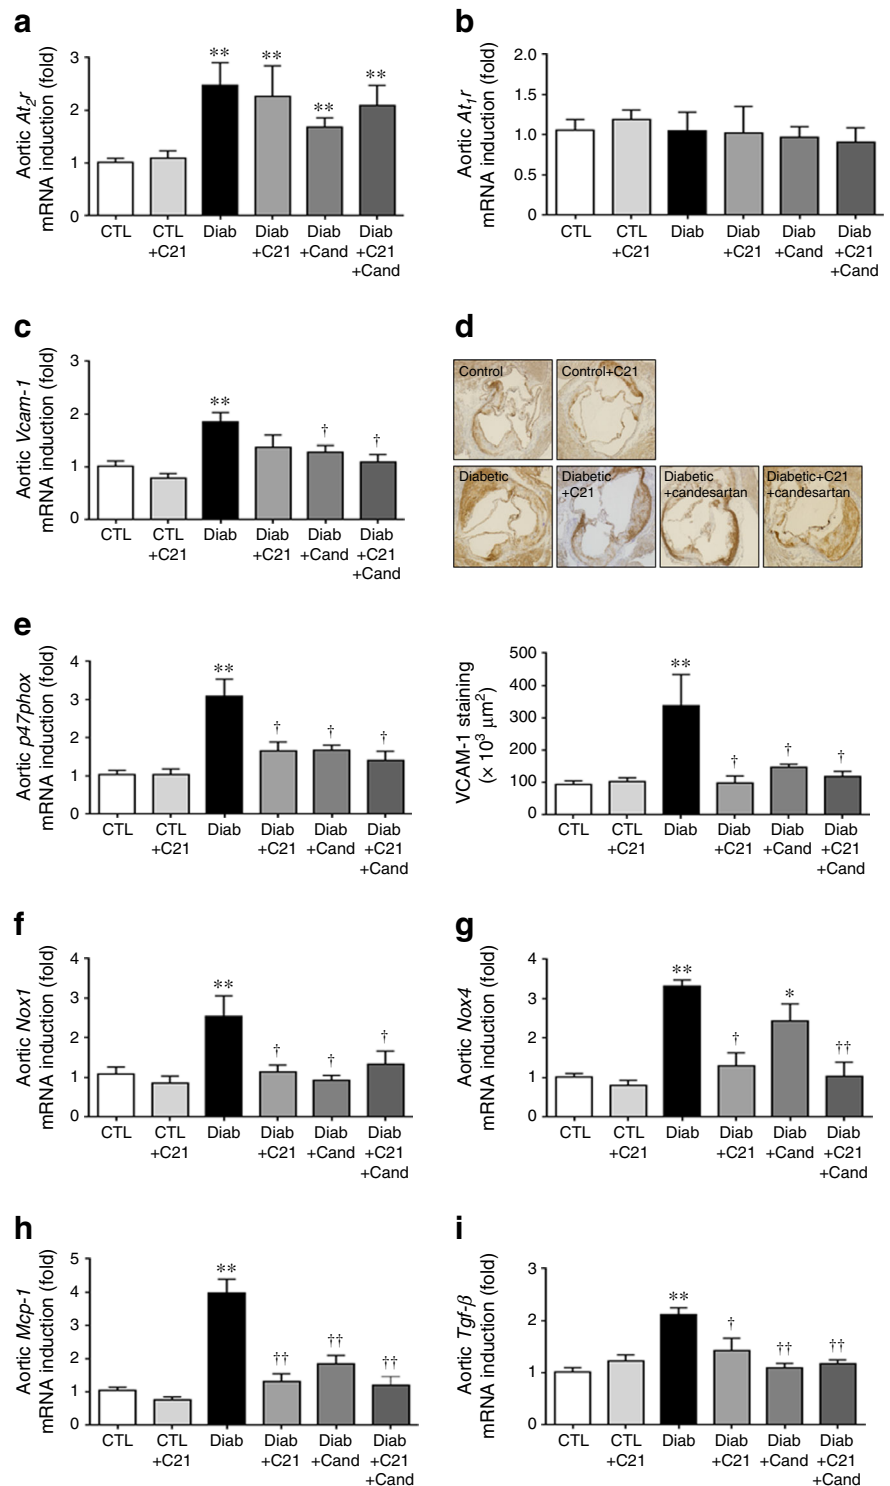 a
Aortic At2r
mRNA induction (fold)
3
2
1
0
**
**
**
**
CTL
CTL
+C21
Diab
Diab
+C21
Diab
+Cand
Diab
+C21
+Cand
b
Aortic At1r
mRNA induction (fold)
2.0
1.5
1.0
0.5
0
CTL
CTL
+C21
Diab
Diab
+C21
Diab
+Cand
Diab
+C21
+Cand
c
Aortic Vcam-1
mRNA induction (fold)
3
2
1
0
**
†
†
CTL
CTL
+C21
Diab
Diab
+C21
Diab
+Cand
Diab
+C21
+Cand
d
Control
Control+C21
Diabetic
Diabetic
+C21
Diabetic
+candesartan
Diabetic+C21
+candesartan
VCAM-1 staining
(× 10³ µm²)
500
400
300
200
100
0
**
†
†
†
CTL
CTL
+C21
Diab
Diab
+C21
Diab
+Cand
Diab
+C21
+Cand
e
Aortic p47phox
mRNA induction (fold)
4
3
2
1
0
**
†
†
†
CTL
CTL
+C21
Diab
Diab
+C21
Diab
+Cand
Diab
+C21
+Cand
f
Aortic Nox1
mRNA induction (fold)
4
3
2
1
0
**
†
†
†
CTL
CTL
+C21
Diab
Diab
+C21
Diab
+Cand
Diab
+C21
+Cand
g
Aortic Nox4
mRNA induction (fold)
4
3
2
1
0
**
†
*
††
CTL
CTL
+C21
Diab
Diab
+C21
Diab
+Cand
Diab
+C21
+Cand
h
Aortic Mcp-1
mRNA induction (fold)
5
4
3
2
1
0
**
††
††
††
CTL
CTL
+C21
Diab
Diab
+C21
Diab
+Cand
Diab
+C21
+Cand
i
Aortic Tgf-β
mRNA induction (fold)
3
2
1
0
**
†
††
††
CTL
CTL
+C21
Diab
Diab
+C21
Diab
+Cand
Diab
+C21
+Cand